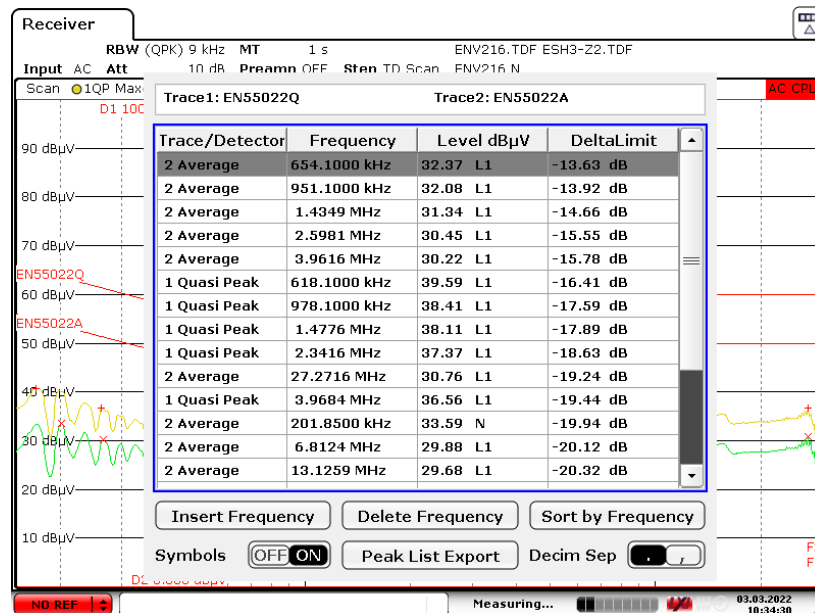 Receiver
RBW (QPK) 9 kHz MT 1 s ENV216.TDF ESH3-Z2.TDF
Input AC Att 10 dB Preamp OFF Step TD Scan ENV216 N
Scan 1QP Max AC CPL
D1 100
Trace1: EN55022Q Trace2: EN55022A
Trace/Detector Frequency Level dBµV DeltaLimit
2 Average 654.1000 kHz 32.37 L1 -13.63 dB
2 Average 951.1000 kHz 32.08 L1 -13.92 dB
2 Average 1.4349 MHz 31.34 L1 -14.66 dB
2 Average 2.5981 MHz 30.45 L1 -15.55 dB
2 Average 3.9616 MHz 30.22 L1 -15.78 dB
1 Quasi Peak 618.1000 kHz 39.59 L1 -16.41 dB
1 Quasi Peak 978.1000 kHz 38.41 L1 -17.59 dB
1 Quasi Peak 1.4776 MHz 38.11 L1 -17.89 dB
1 Quasi Peak 2.3416 MHz 37.37 L1 -18.63 dB
2 Average 27.2716 MHz 30.76 L1 -19.24 dB
1 Quasi Peak 3.9684 MHz 36.56 L1 -19.44 dB
2 Average 201.8500 kHz 33.59 N -19.94 dB
2 Average 6.8124 MHz 29.88 L1 -20.12 dB
2 Average 13.1259 MHz 29.68 L1 -20.32 dB
90 dBµV
80 dBµV
70 dBµV
EN55022Q
60 dBµV
EN55022A
50 dBµV
40 dBµV
30 dBµV
20 dBµV
10 dBµV
Insert Frequency Delete Frequency Sort by Frequency
Symbols OFF ON Peak List Export Decim Sep . ,
NO REF Measuring... 03.03.2022
10:34:30